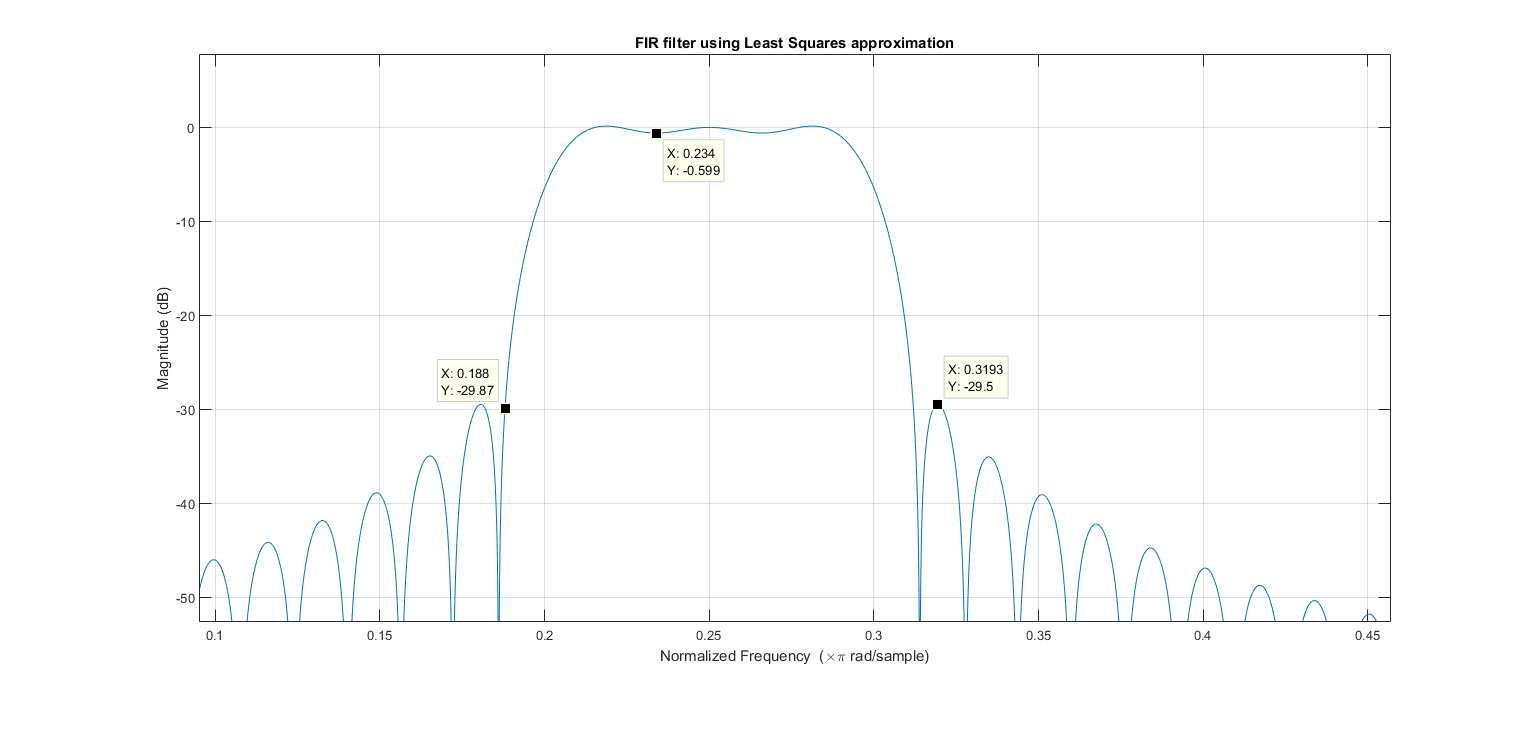 FIR filter using Least Squares approximation
0
X: 0.234
Y: -0.599
-10
-20
Magnitude (dB)
X: 0.188
Y: -29.87
X: 0.3193
Y: -29.5
-30
-40
-50
0.1 0.15 0.2 0.25 0.3 0.35 0.4 0.45
Normalized Frequency (×π rad/sample)